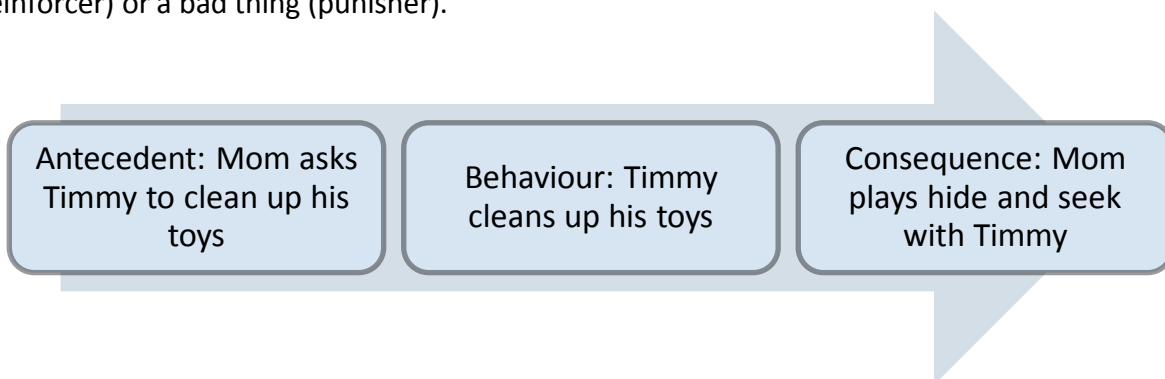 or a bad thing (punisher).
Antecedent: Mom asks
Timmy to clean up his
toys
Behaviour: Timmy
cleans up his toys
Consequence: Mom
plays hide and seek
with Timmy